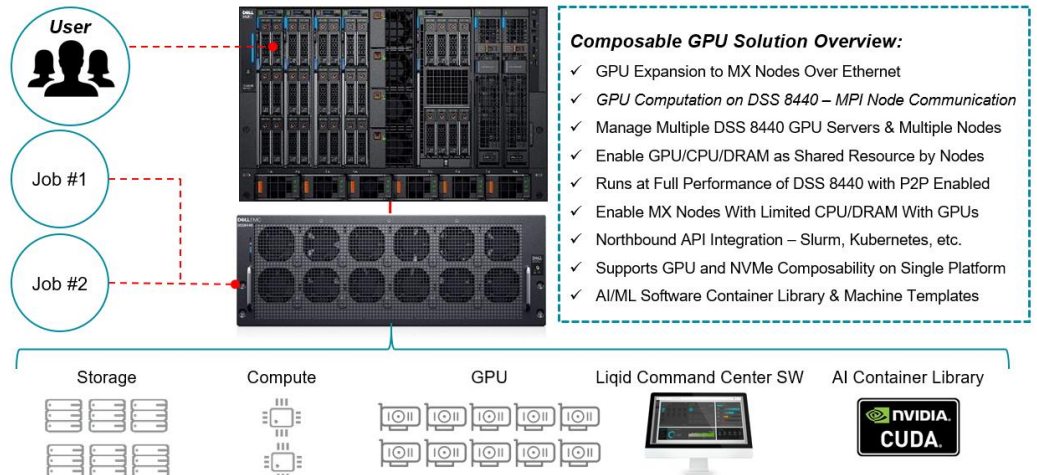 User
Job #1
Job #2
DELL EMC
Composable GPU Solution Overview:
✓ GPU Expansion to MX Nodes Over Ethernet
✓ GPU Computation on DSS 8440 – MPI Node Communication
✓ Manage Multiple DSS 8440 GPU Servers & Multiple Nodes
✓ Enable GPU/CPU/DRAM as Shared Resource by Nodes
✓ Runs at Full Performance of DSS 8440 with P2P Enabled
✓ Enable MX Nodes With Limited CPU/DRAM With GPUs
✓ Northbound API Integration – Slurm, Kubernetes, etc.
✓ Supports GPU and NVMe Composability on Single Platform
✓ AI/ML Software Container Library & Machine Templates
Storage
Compute
GPU
Liqid Command Center SW
AI Container Library
NVIDIA.
CUDA.